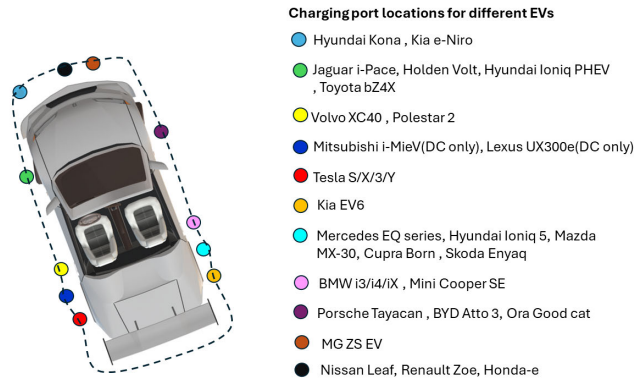 Charging port locations for different EVs
Hyundai Kona , Kia e-Niro
Jaguar i-Pace, Holden Volt, Hyundai Ioniq PHEV
, Toyota bZ4X
Volvo XC40 , Polestar 2
Mitsubishi i-MieV(DC only), Lexus UX300e(DC only)
Tesla S/X/3/Y
Kia EV6
Mercedes EQ series, Hyundai Ioniq 5, Mazda
MX-30, Cupra Born , Skoda Enyaq
BMW i3/i4/iX , Mini Cooper SE
Porsche Tayacan , BYD Atto 3, Ora Good cat
MG ZS EV
Nissan Leaf, Renault Zoe, Honda-e